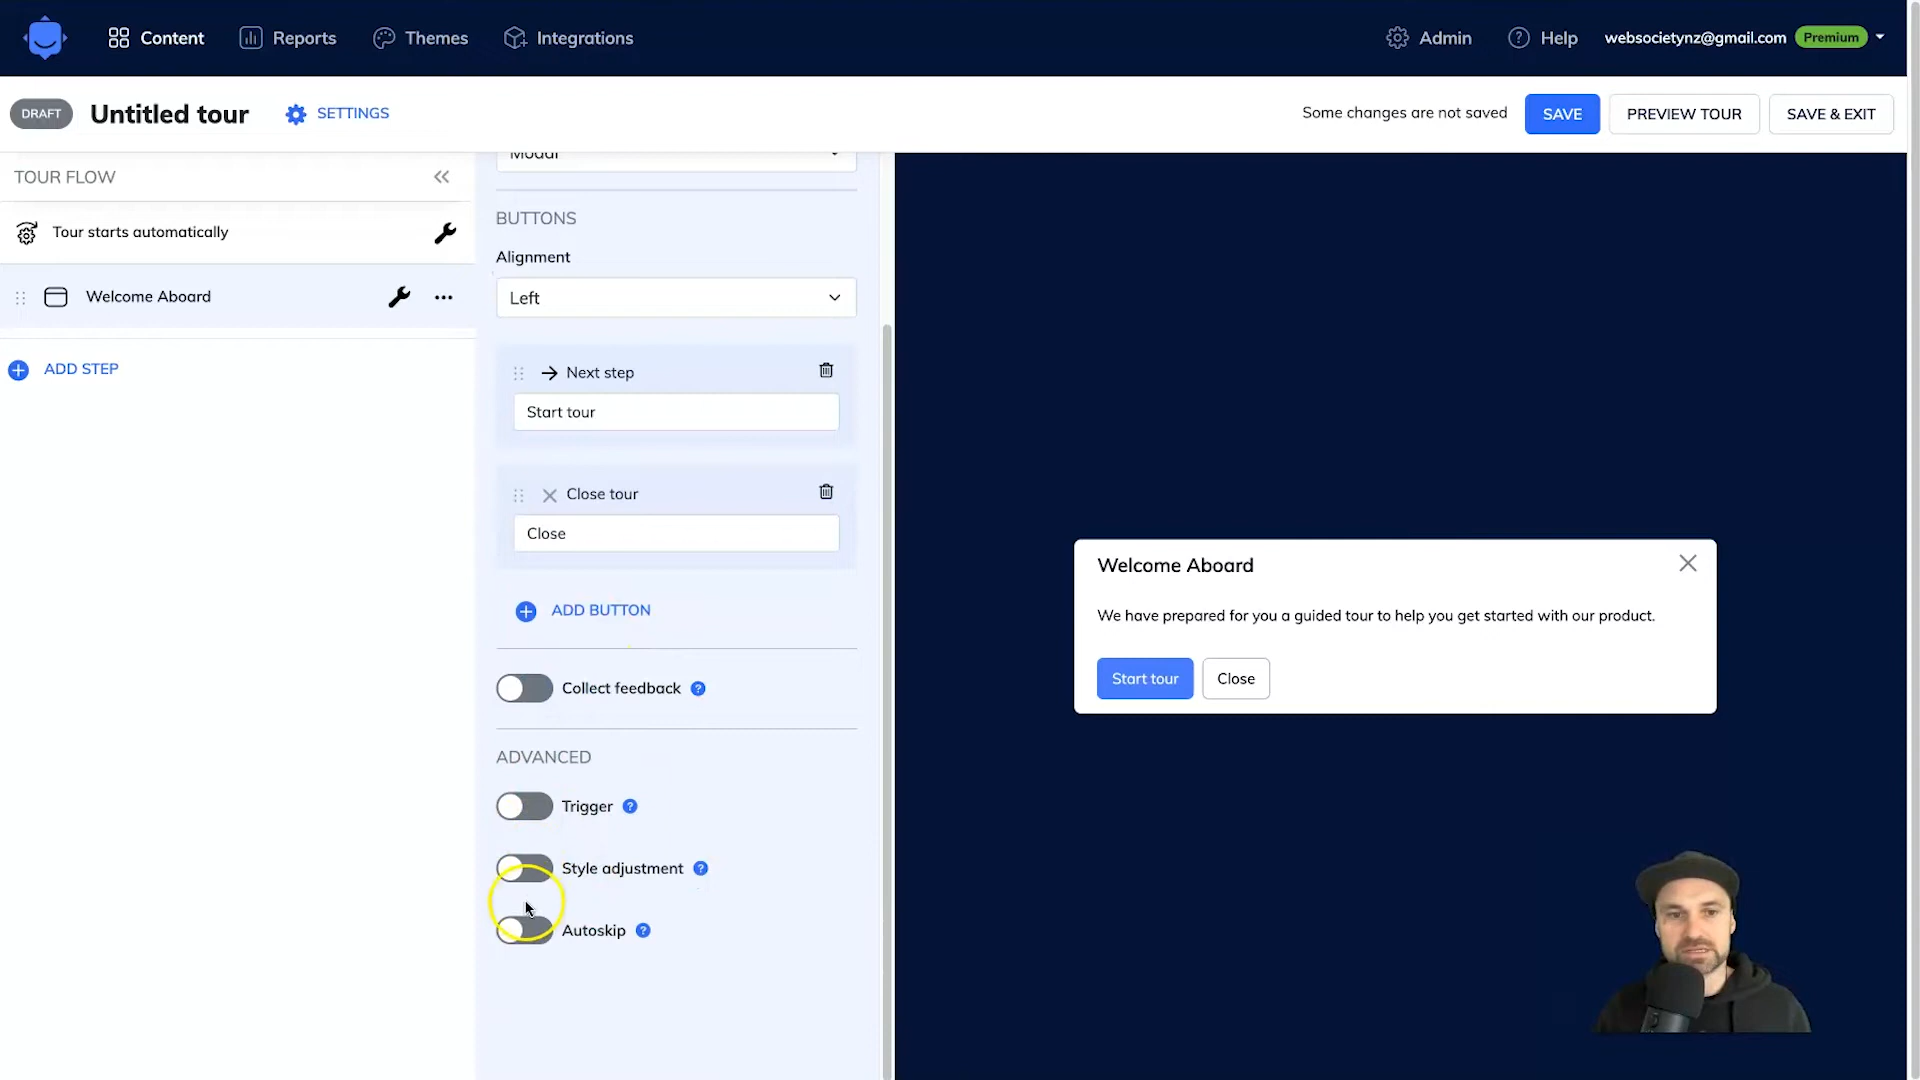 Content
Reports
Themes
Integrations
Admin
Help
websocietynz@gmail.com
Premium
DRAFT
Untitled tour
SETTINGS
Some changes are not saved
SAVE
PREVIEW TOUR
SAVE & EXIT
TOUR FLOW
Tour starts automatically
Welcome Aboard
ADD STEP
Modal
BUTTONS
Alignment
Left
Next step
Start tour
Close tour
Close
ADD BUTTON
Collect feedback
ADVANCED
Trigger
Style adjustment
Autoskip
Welcome Aboard
We have prepared for you a guided tour to help you get started with our product.
Start tour
Close